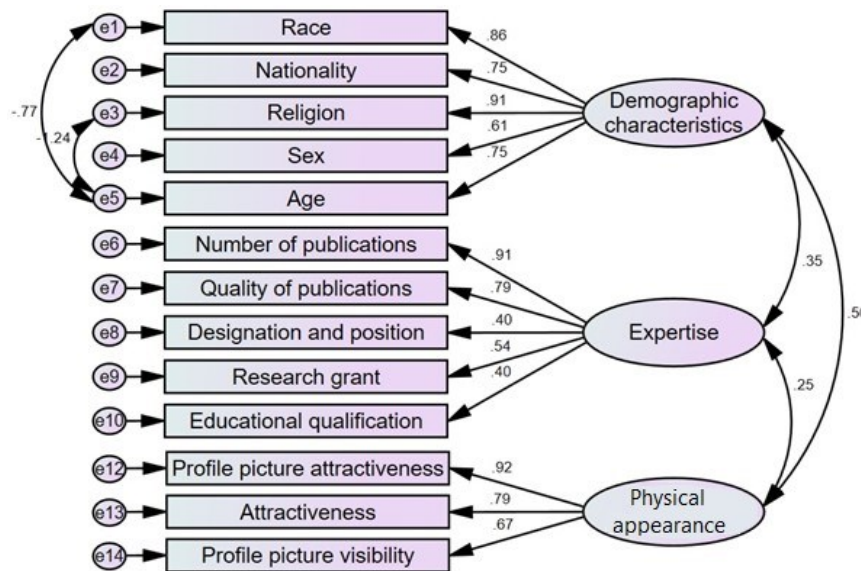 e1
Race
.86
e2
Nationality
.75
-.77
e3
Religion
.91
Demographic
characteristics
-1.24
e4
Sex
.61
e5
Age
.75
e6
Number of publications
.91
.35
e7
Quality of publications
.79
e8
Designation and position
.40
Expertise
e9
Research grant
.54
.25
e10
Educational qualification
.40
e12
Profile picture attractiveness
.92
e13
Attractiveness
.79
Physical
appearance
e14
Profile picture visibility
.67